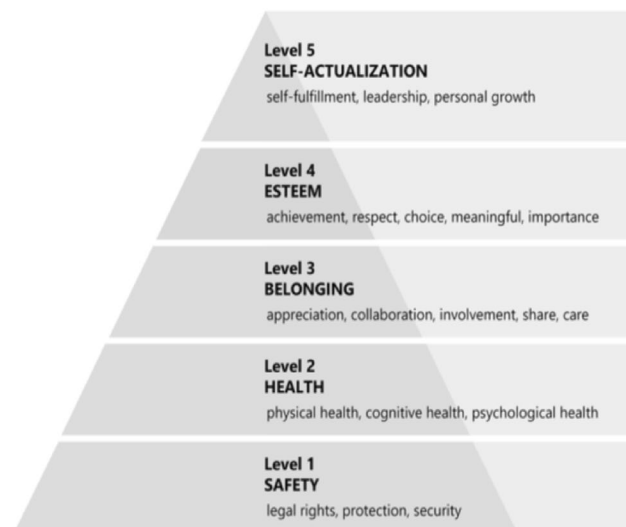 Level 5
SELF-ACTUALIZATION
self-fulfillment, leadership, personal growth
Level 4
ESTEEM
achievement, respect, choice, meaningful, importance
Level 3
BELONGING
appreciation, collaboration, involvement, share, care
Level 2
HEALTH
physical health, cognitive health, psychological health
Level 1
SAFETY
legal rights, protection, security